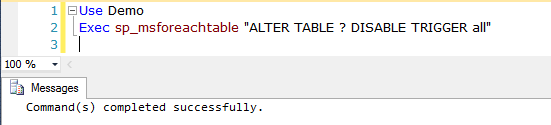 1 Use Demo
2 Exec sp_msforeachtable "ALTER TABLE ? DISABLE TRIGGER all"
3
100 %
Messages
Command(s) completed successfully.